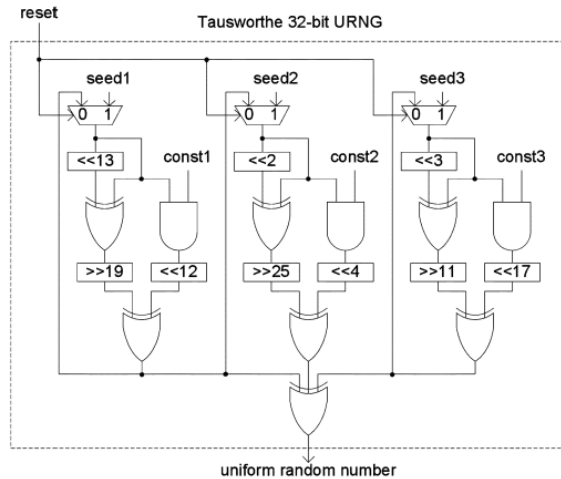 reset
Tausworthe 32-bit URNG
seed1 seed2 seed3
0 1 0 1 0 1
<<13 const1 <<2 const2 <<3 const3
>>19 <<12 >>25 <<4 >>11 <<17
uniform random number